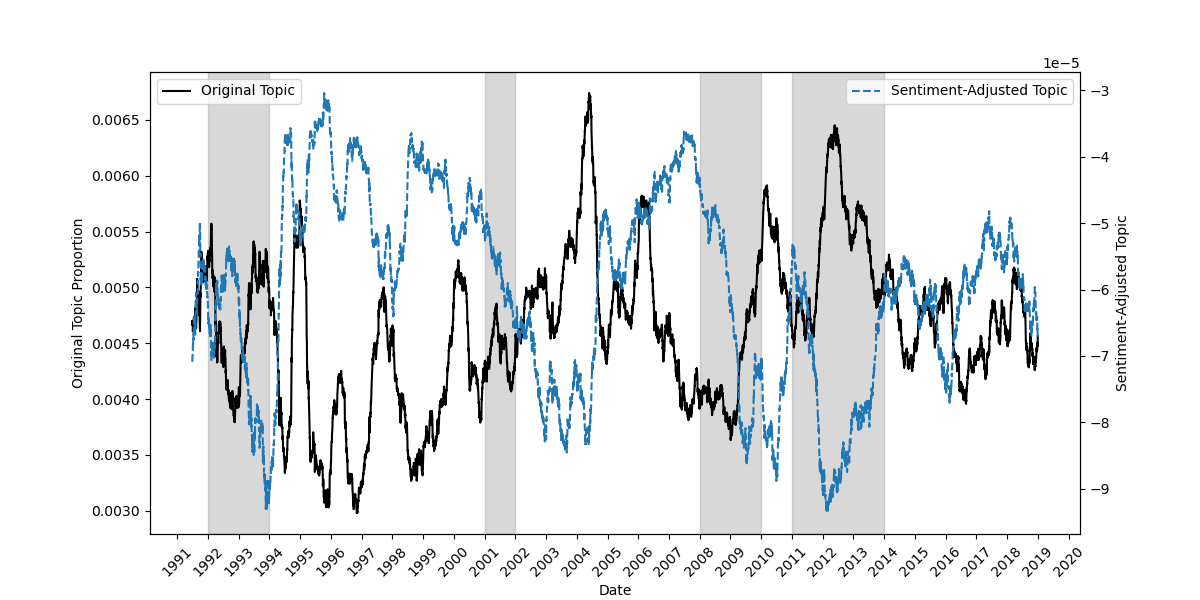 1e−5
Original Topic
Sentiment-Adjusted Topic
0.0065
0.0060
0.0055
0.0050
0.0045
0.0040
0.0035
0.0030
Original Topic Proportion
−3
−4
−5
−6
−7
−8
−9
Sentiment-Adjusted Topic
1991 1992 1993 1994 1995 1996 1997 1998 1999 2000 2001 2002 2003 2004 2005 2006 2007 2008 2009 2010 2011 2012 2013 2014 2015 2016 2017 2018 2019 2020
Date